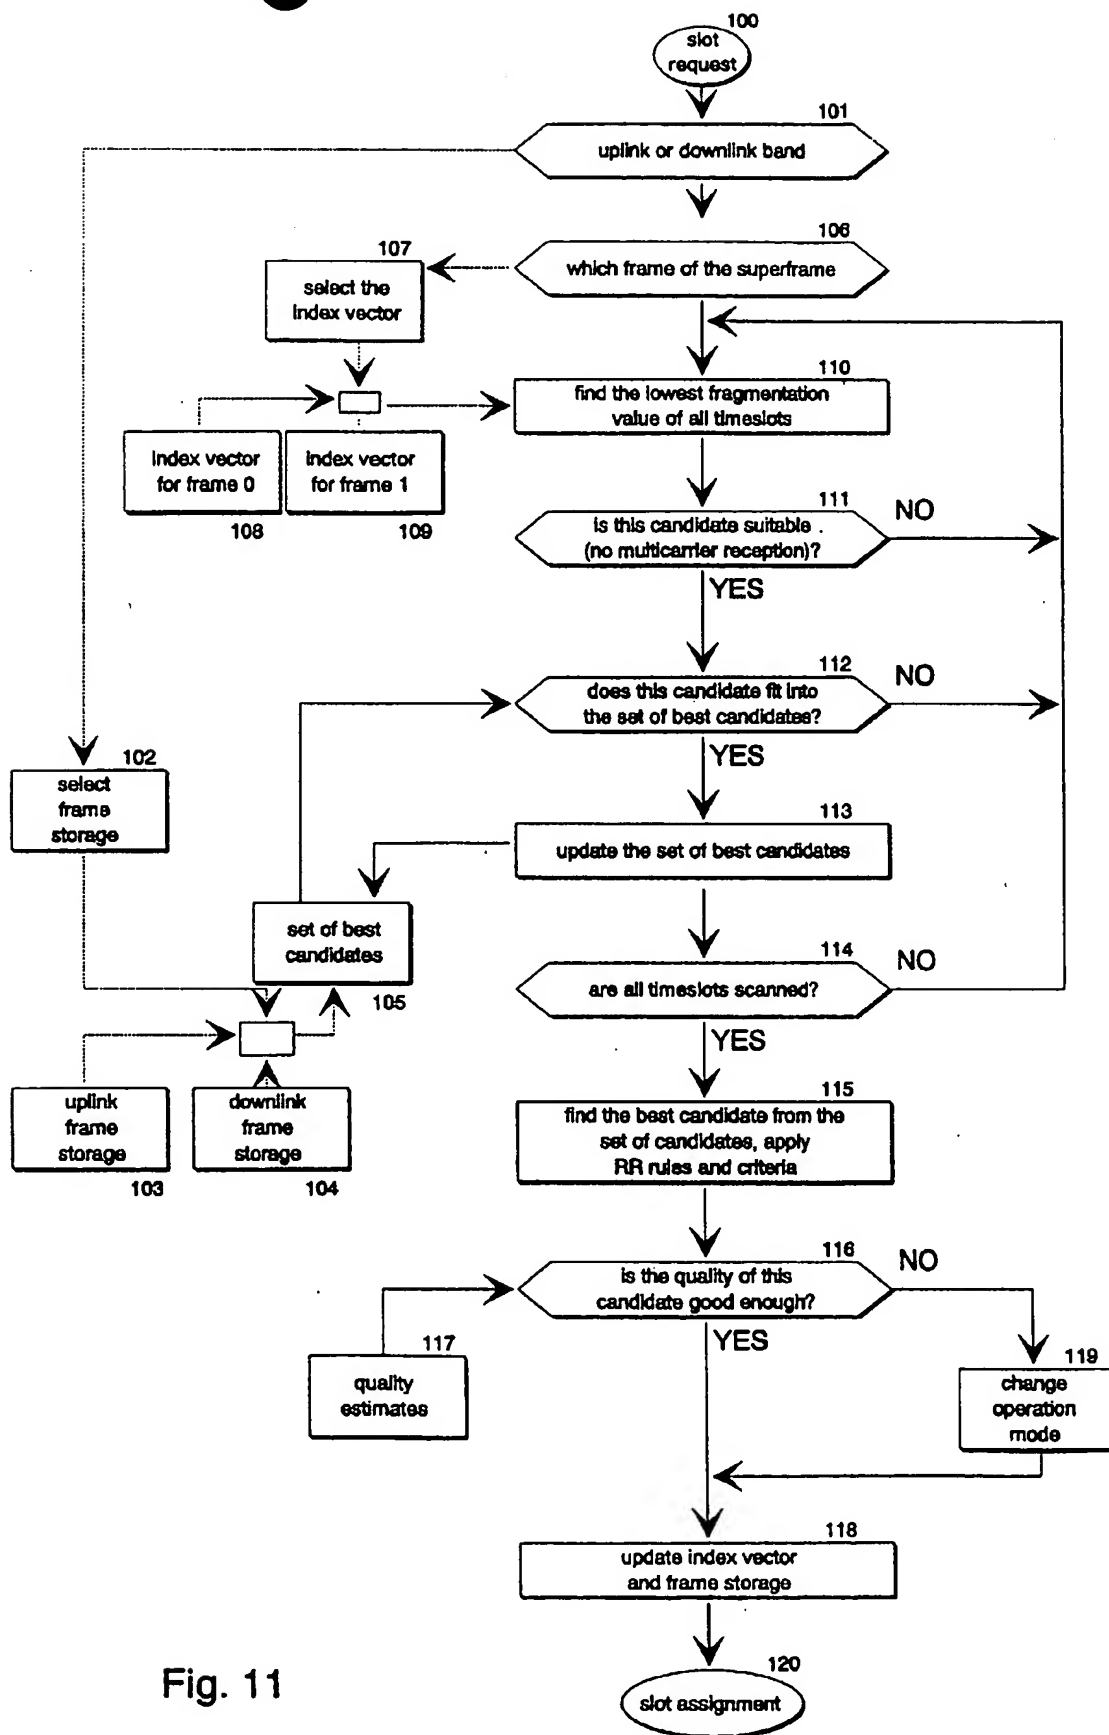 100
slot
request
101
uplink or downlink band
106
which frame of the superframe
107
select the
index vector
110
find the lowest fragmentation
value of all timeslots
index vector
for frame 0
108
index vector
for frame 1
109
111
is this candidate suitable
(no multicarrier reception)?
NO
YES
112
does this candidate fit into
the set of best candidates?
NO
YES
102
select
frame
storage
113
update the set of best candidates
set of best
candidates
105
114
are all timeslots scanned?
NO
YES
uplink
frame
storage
103
downlink
frame
storage
104
115
find the best candidate from the
set of candidates, apply
RR rules and criteria
116
is the quality of this
candidate good enough?
NO
YES
117
quality
estimates
119
change
operation
mode
118
update index vector
and frame storage
120
slot assignment
Fig. 11